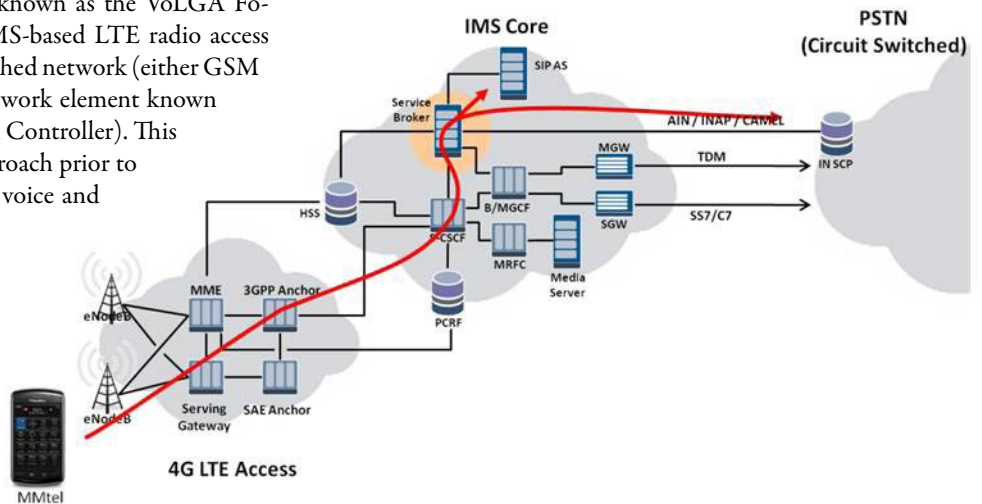 known as the VoLGA Fo-
MS-based LTE radio access
hed network (either GSM
work element known
Controller). This
roach prior to
voice and
IMS Core
PSTN
(Circuit Switched)
SIP AS
Service
Broker
AIN / INAP / CAMEL
IN SCP
MGW
TDM
HSS
B/MGCF
SGW
SS7/C7
S-CSCF
MRFC
Media
Server
MME
3GPP Anchor
PCRF
eNodeB
eNodeB
Serving
Gateway
SAE Anchor
4G LTE Access
MMtel